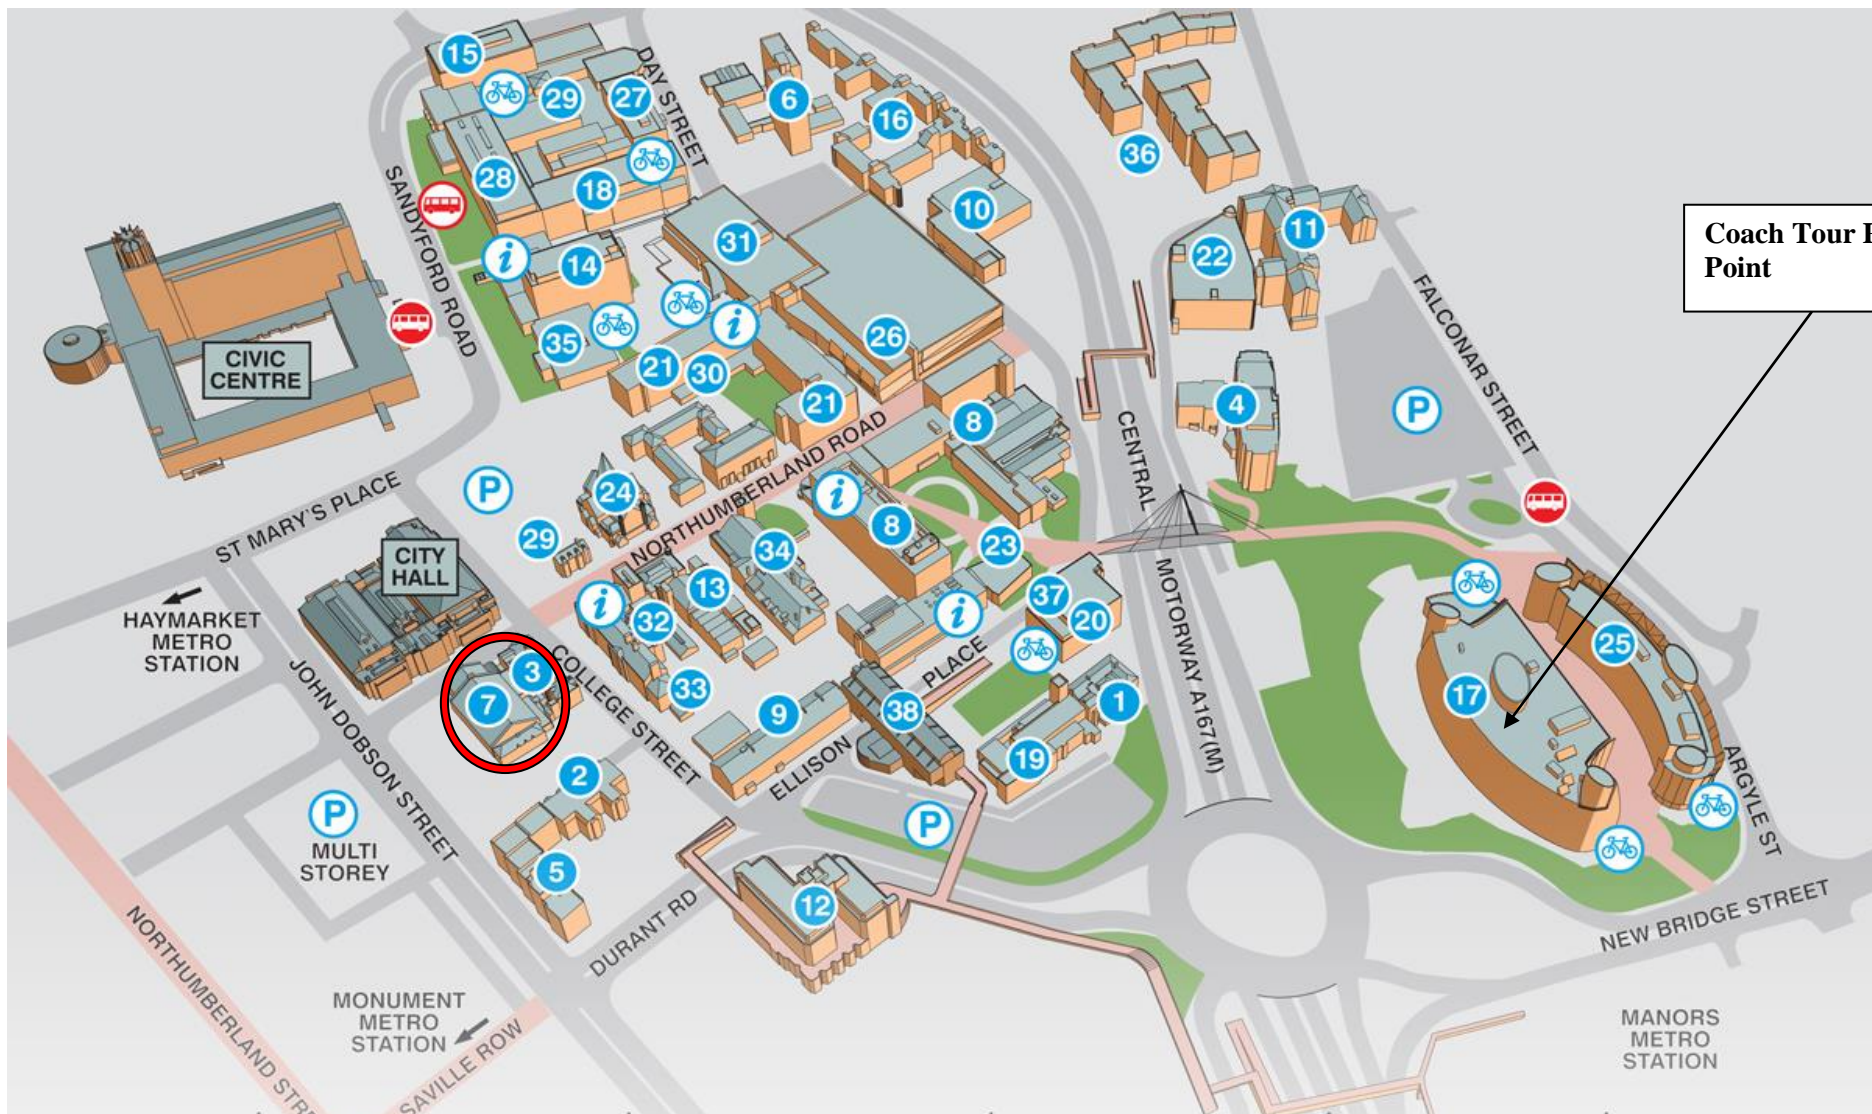 15
29
27
DAY STREET
6
16
36
28
18
10
31
11
22
14
SANDYFORD ROAD
Coach Tour
Point
CIVIC
CENTRE
35
21
30
26
21
8
4
P
FALCONAR STREET
CENTRAL
MOTORWAY A167(M)
ST MARY'S PLACE
P
24
NORTHUMBERLAND ROAD
29
CITY
HALL
34
8
23
HAYMARKET
METRO
STATION
i
i
i
i
i
13
32
37
20
25
17
3
7
COLLEGE STREET
33
9
38
1
19
ELLISON PLACE
JOHN DOBSON STREET
2
P
MULTI
STOREY
5
P
12
DURANT RD
ARGYLE ST
NEW BRIDGE STREET
NORTHUMBERLAND
MONUMENT
METRO
STATION
SAVILLE ROW
MANORS
METRO
STATION